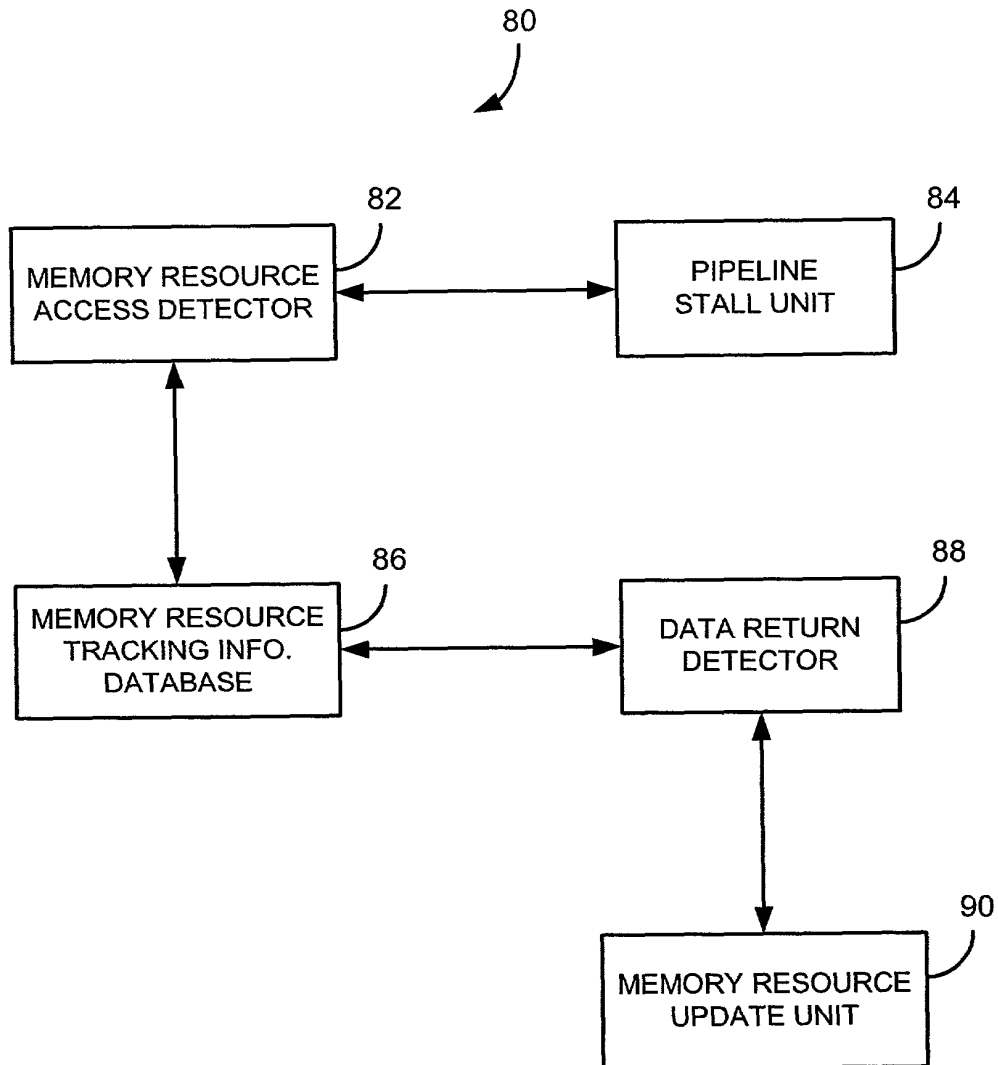 80
82
MEMORY RESOURCE
ACCESS DETECTOR
84
PIPELINE
STALL UNIT
86
MEMORY RESOURCE
TRACKING INFO.
DATABASE
88
DATA RETURN
DETECTOR
90
MEMORY RESOURCE
UPDATE UNIT